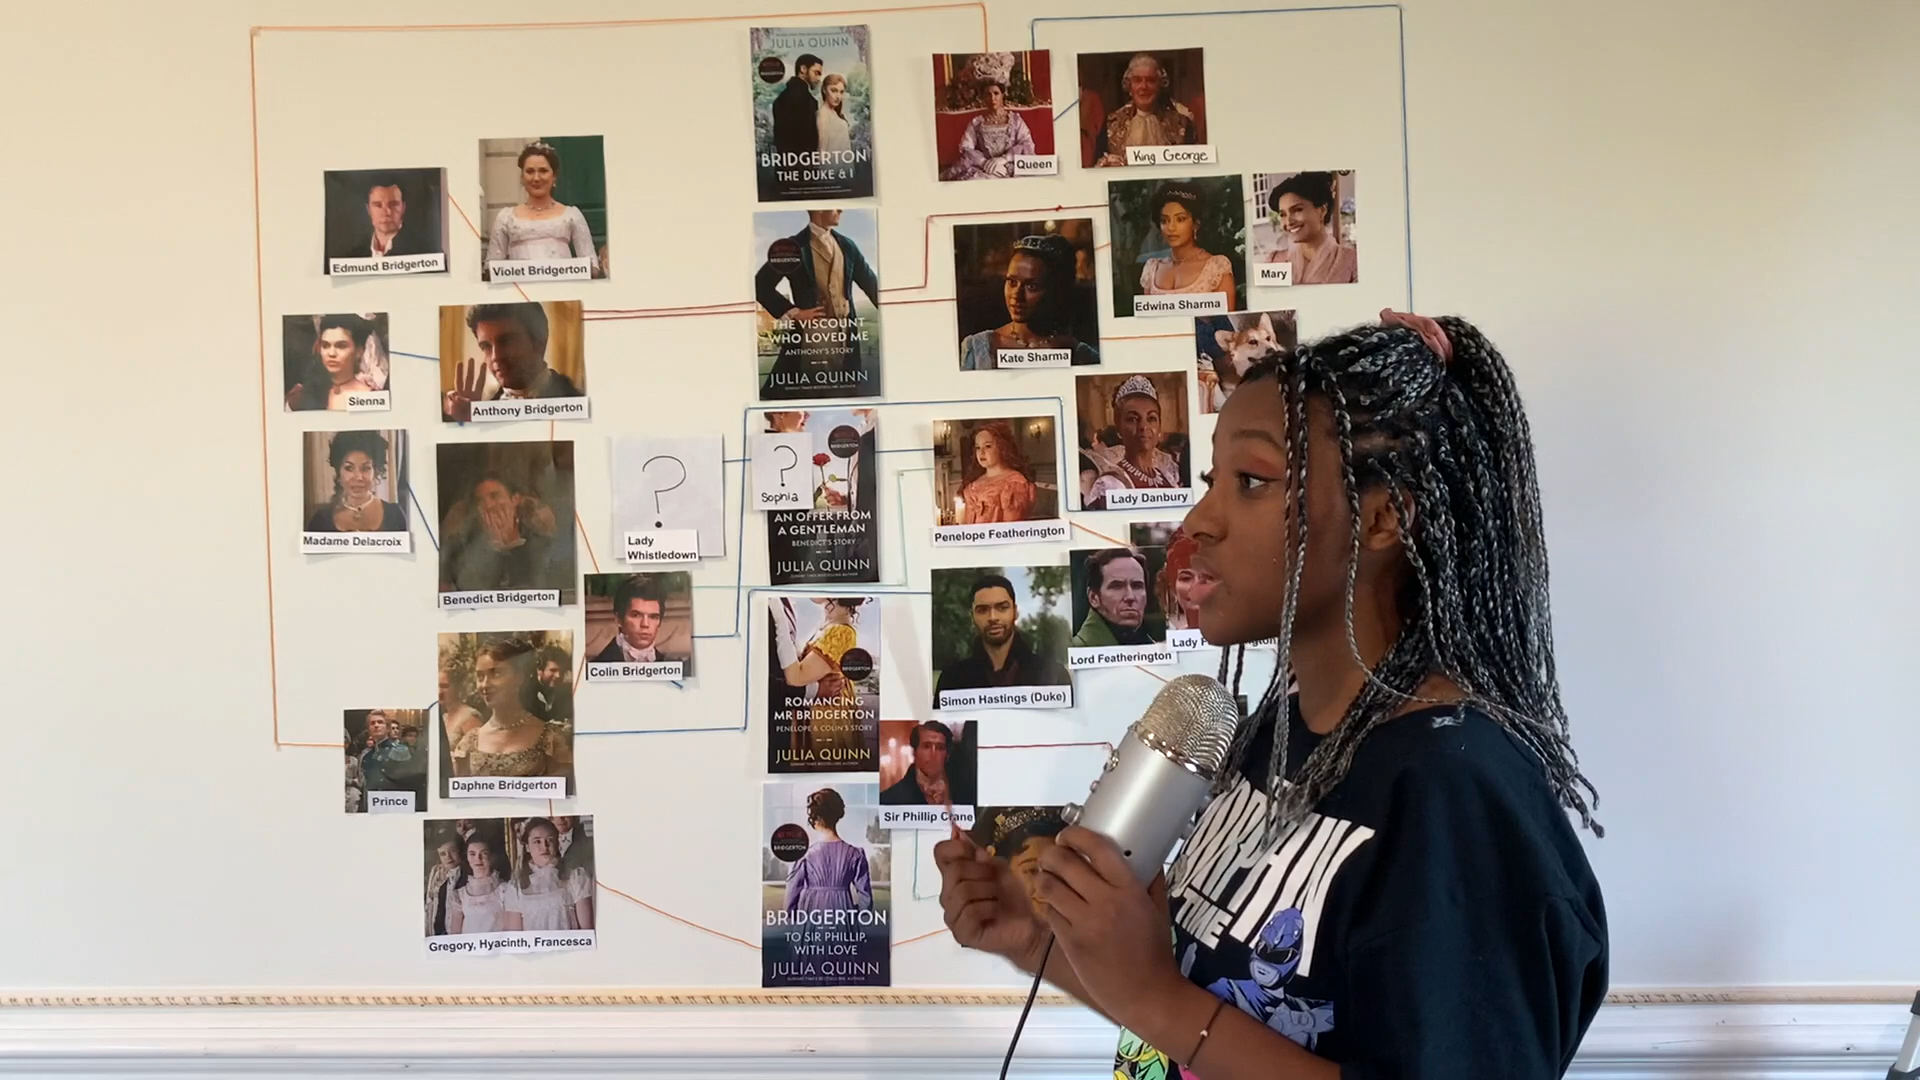 JULIA QUINN
BRIDGERTON
THE DUKE & I
Queen
King George
Edmund Bridgerton
Violet Bridgerton
Edwina Sharma
Mary
THE VISCOUNT
WHO LOVED ME
ANTHONY'S STORY
JULIA QUINN
Kate Sharma
Sienna
Anthony Bridgerton
?
Lady
Whistledown
?
Sophia
BRIDGERTON
AN OFFER FROM
A GENTLEMAN
BENEDICT'S STORY
JULIA QUINN
Penelope Featherington
Lady Danbury
Madame Delacroix
Benedict Bridgerton
Colin Bridgerton
Simon Hastings (Duke)
Lord Featherington
Lady
ROMANCING
MR BRIDGERTON
PENELOPE & COLIN'S STORY
JULIA QUINN
Sir Phillip Crane
Prince
Daphne Bridgerton
Gregory, Hyacinth, Francesca
BRIDGERTON
BRIDGERTON
TO SIR PHILLIP,
WITH LOVE
JULIA QUINN
TIME